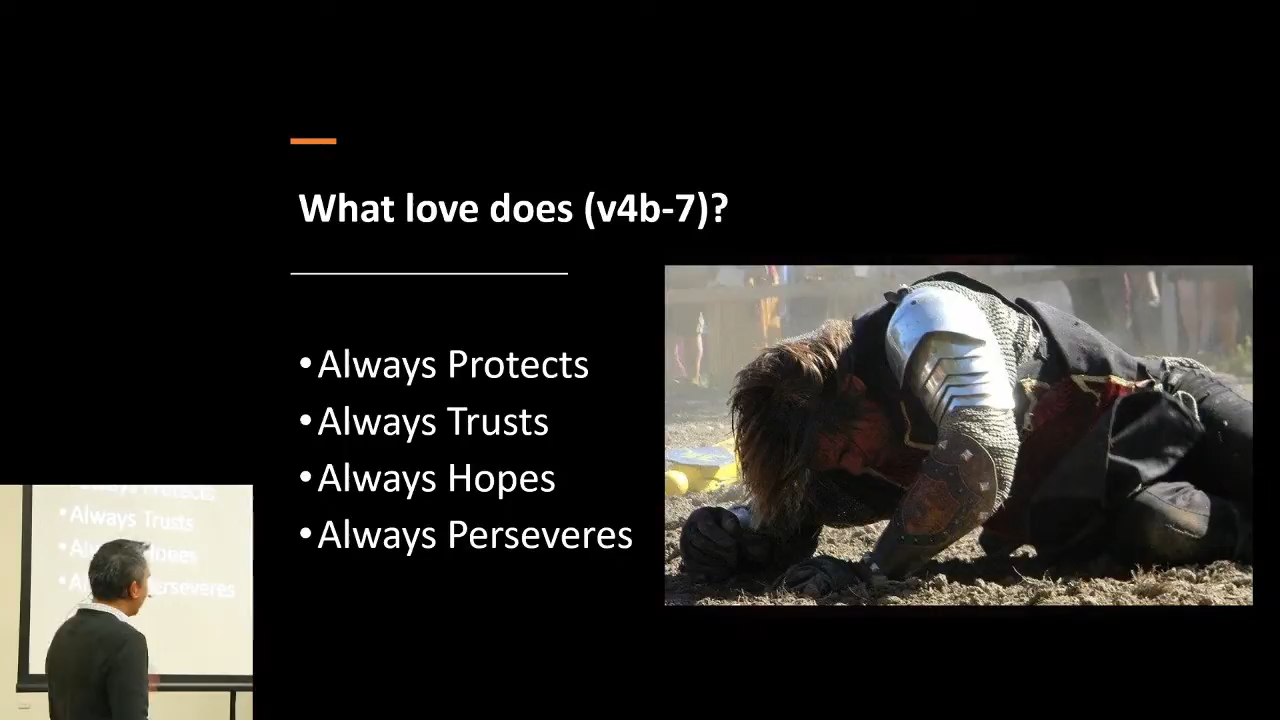 What love does (v4b-7)?
•Always Protects
•Always Trusts
•Always Hopes
•Always Perseveres
•Always Trusts